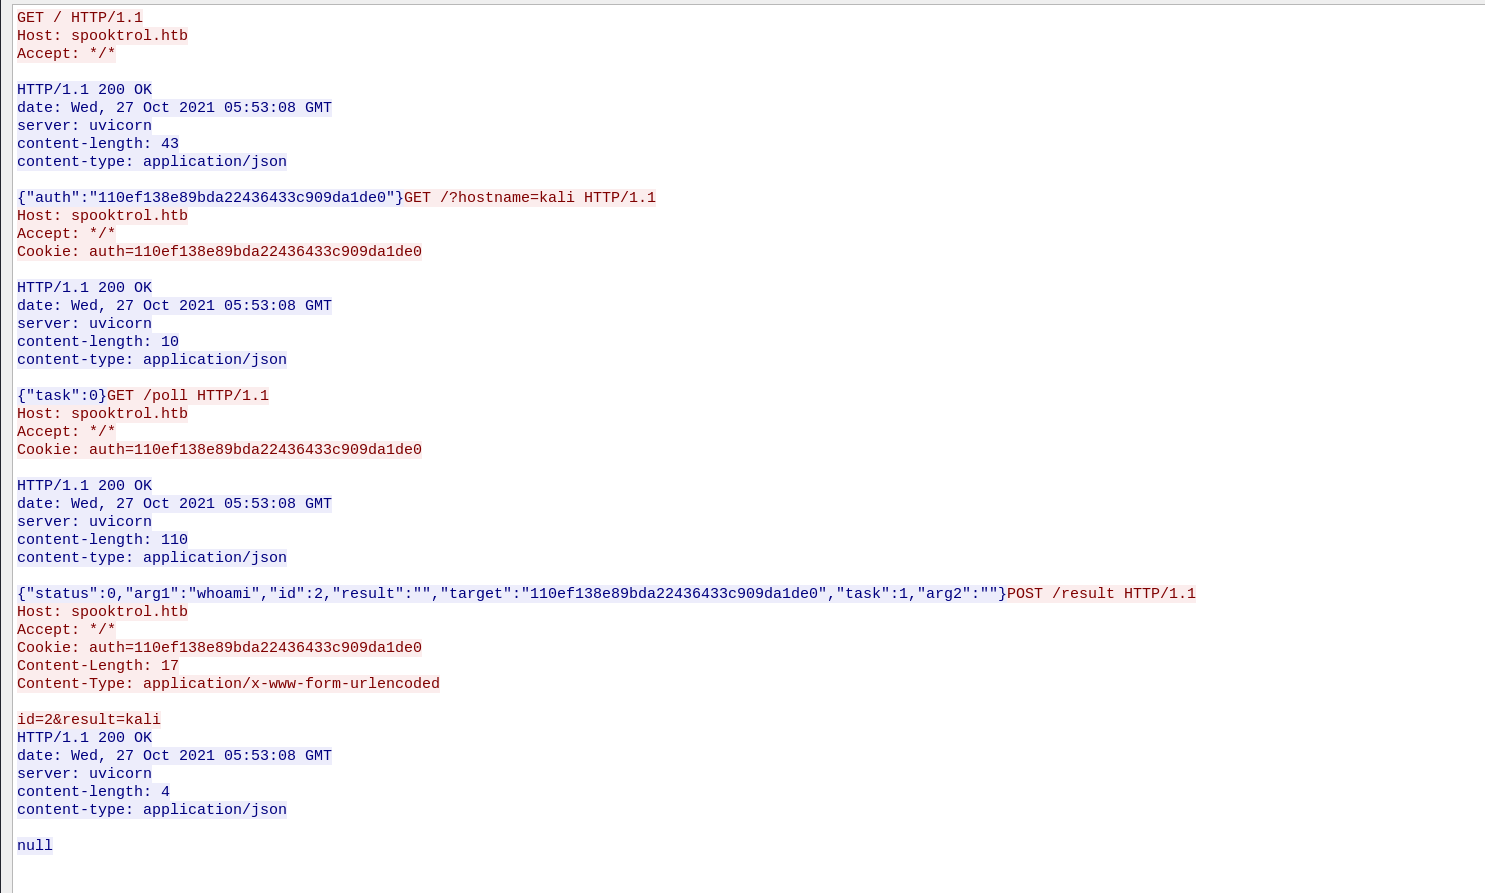 GET / HTTP/1.1
Host: spooktrol.htb
Accept: */*
HTTP/1.1 200 OK
date: Wed, 27 Oct 2021 05:53:08 GMT
server: uvicorn
content-length: 43
content-type: application/json
{"auth":"110ef138e89bda22436433c909da1de0"}GET /?hostname=kali HTTP/1.1
Host: spooktrol.htb
Accept: */*
Cookie: auth=110ef138e89bda22436433c909da1de0
HTTP/1.1 200 OK
date: Wed, 27 Oct 2021 05:53:08 GMT
server: uvicorn
content-length: 10
content-type: application/json
{"task":0}GET /poll HTTP/1.1
Host: spooktrol.htb
Accept: */*
Cookie: auth=110ef138e89bda22436433c909da1de0
HTTP/1.1 200 OK
date: Wed, 27 Oct 2021 05:53:08 GMT
server: uvicorn
content-length: 110
content-type: application/json
{"status":0,"arg1":"whoami","id":2,"result":"","target":"110ef138e89bda22436433c909da1de0","task":1,"arg2":""}POST /result HTTP/1.1
Host: spooktrol.htb
Accept: */*
Cookie: auth=110ef138e89bda22436433c909da1de0
Content-Length: 17
Content-Type: application/x-www-form-urlencoded
id=2&result=kali
HTTP/1.1 200 OK
date: Wed, 27 Oct 2021 05:53:08 GMT
server: uvicorn
content-length: 4
content-type: application/json
null